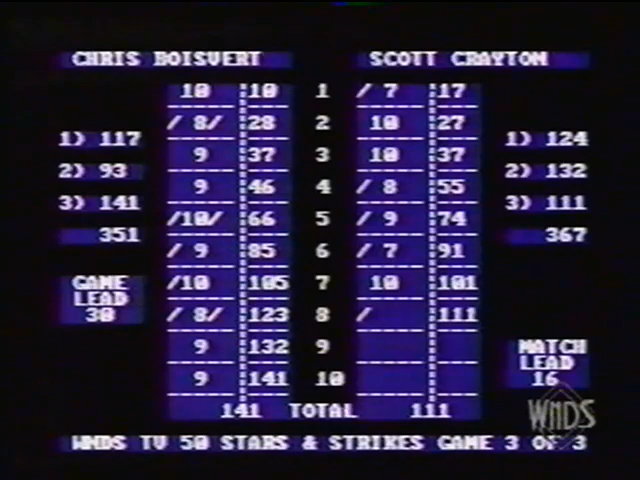 CHRIS BOISVERT SCOTT CRAYTON
10 10 1 / 7 17
/ 8/ 28 2 10 27
1) 117 9 37 3 10 37 1) 124
2) 93 9 46 4 / 8 55 2) 132
3) 141 /10/ 66 5 / 9 74 3) 111
351 / 9 85 6 / 7 91 367
GAME LEAD 30 /10 105 7 10 101
/ 8/ 123 8 / 111
9 132 9 MATCH LEAD 16
9 141 10
141 TOTAL 111
WNDS
WNDS TV 50 STARS & STRIKES GAME 3 OF 3